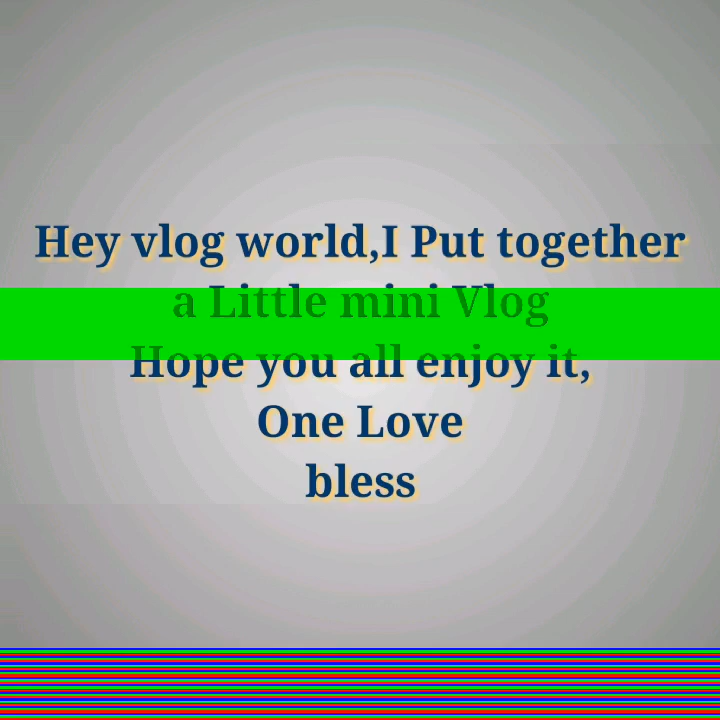 Hey vlog world,I Put together
a Little mini Vlog
Hope you all enjoy it,
One Love
bless